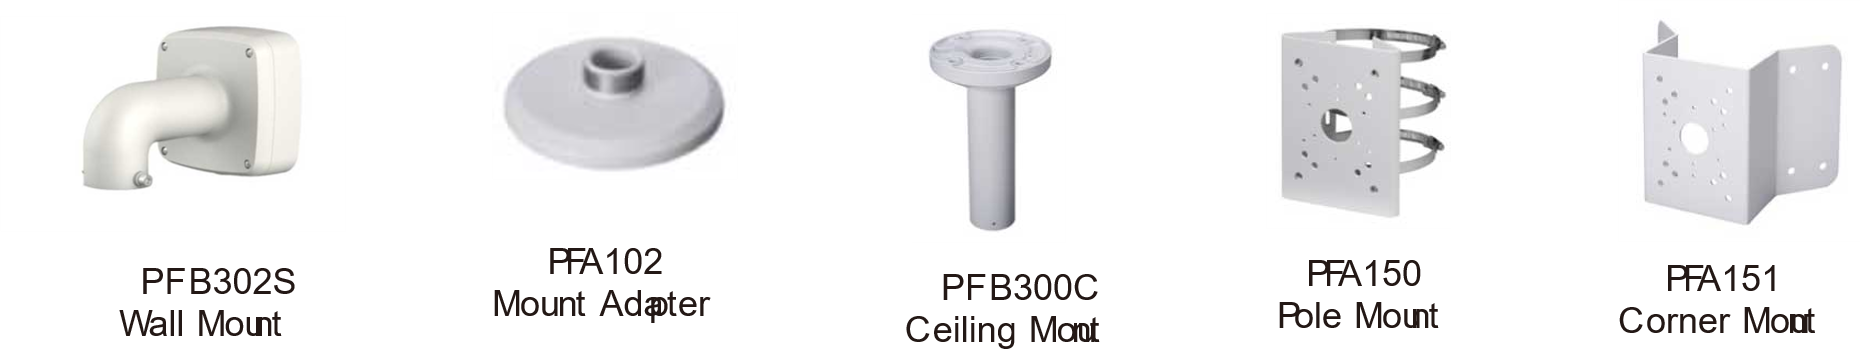 PFB302S
Wall Mount
PFA102
Mount Adapter
PFB300C
Ceiling Mount
PFA150
Pole Mount
PFA151
Corner Mount